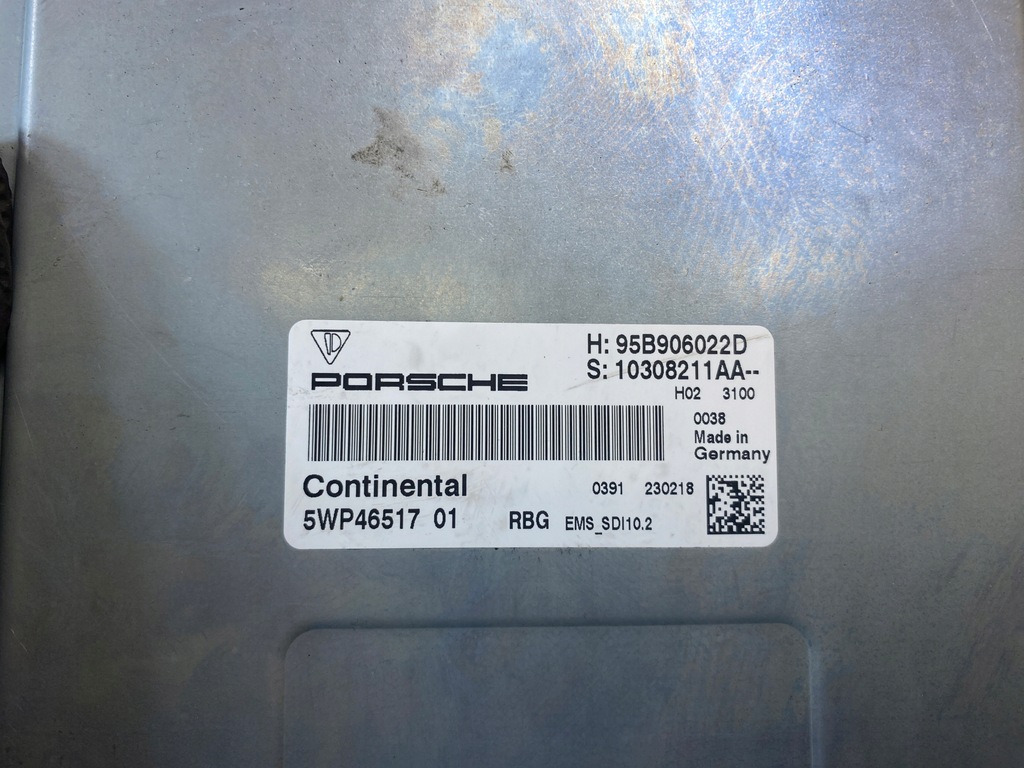 PORSCHE
H: 95B906022D
S: 10308211AA--
H02 3100
0038
Made in
Germany
Continental
0391 230218
5WP46517 01 RBG EMS_SDI10.2